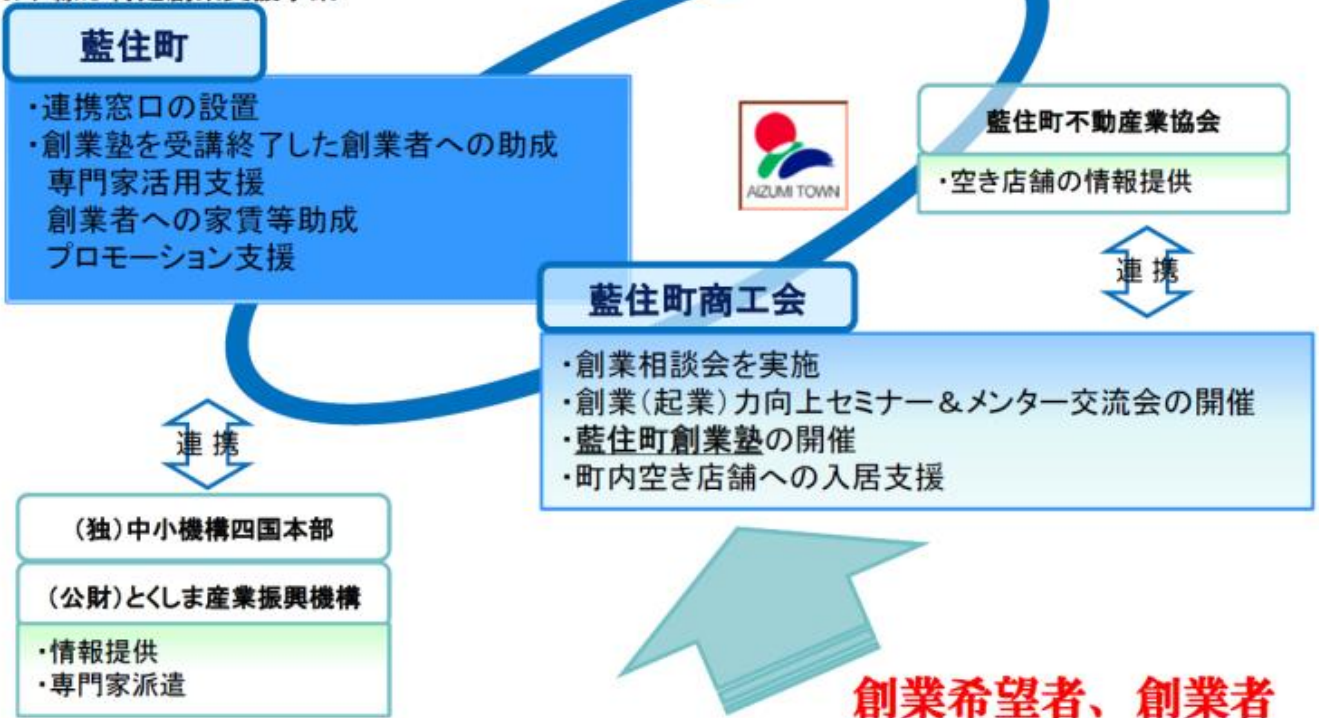 藍住町
・連携窓口の設置
・創業塾を受講終了した創業者への助成
専門家活用支援
創業者への家賃等助成
プロモーション支援
AIZUMI TOWN
藍住町不動産業協会
・空き店舗の情報提供
連携
藍住町商工会
・創業相談会を実施
・創業(起業)力向上セミナー&メンター交流会の開催
・藍住町創業塾の開催
・町内空き店舗への入居支援
連携
(独)中小機構四国本部
(公財)とくしま産業振興機構
・情報提供
・専門家派遣
創業希望者、創業者